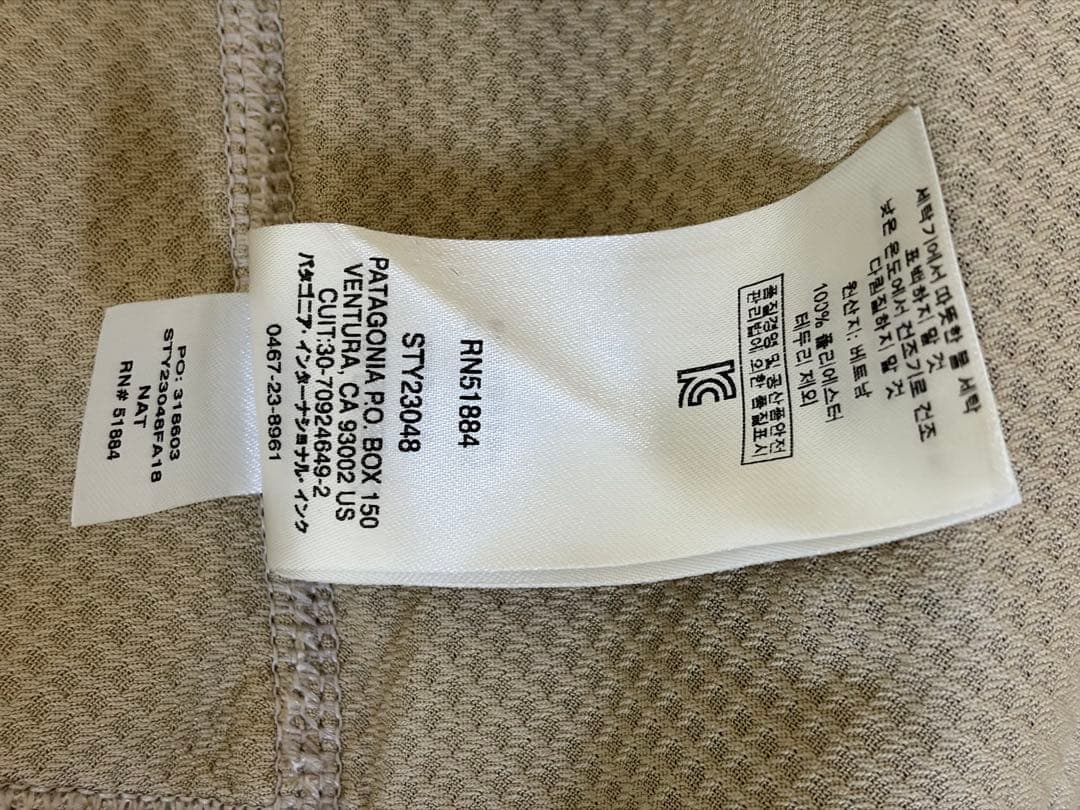 PO: 318603
STY23048FA18
NAT
RN# 51884
RN51884
STY23048
PATAGONIA P.O. BOX 150
VENTURA, CA 93002 US
CUIT:30-70924649-2
パタゴニア・インターナショナル・インク
0467-23-8961
세탁기에서 따뜻한 물 세탁
표백하지 말 것
낮은 온도에서 건조기로 건조
다림질하지 말 것
원산지: 베트남
100% 폴리에스터
테두리 제외
품질경영 및 공산품안전
관리법에 의한 품질표시